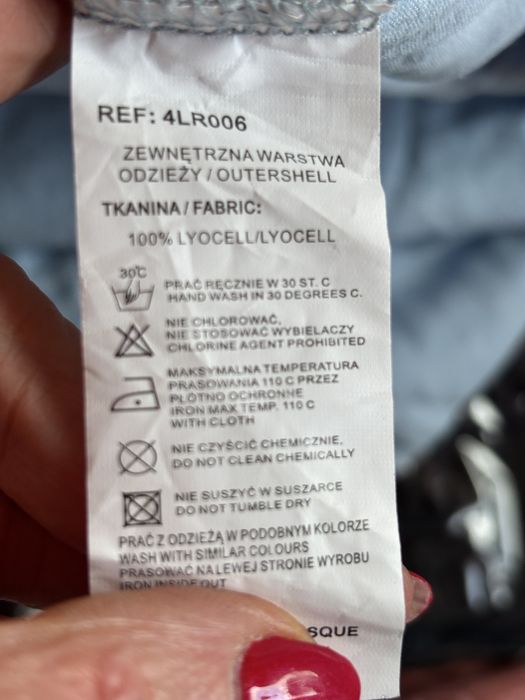 REF: 4LR006
ZEWNĘTRZNA WARSTWA
ODZIEŻY / OUTERSHELL
TKANINA / FABRIC:
100% LYOCELL/LYOCELL
30°C
PRAĆ RĘCZNIE W 30 ST. C
HAND WASH IN 30 DEGREES C.
NIE CHLOROWAĆ,
NIE STOSOWAĆ WYBIELACZY
CHLORINE AGENT PROHIBITED
MAKSYMALNA TEMPERATURA
PRASOWANIA 110 C PRZEZ
PŁÓTNO OCHRONNE
IRON MAX TEMP. 110 C
WITH CLOTH
NIE CZYŚCIĆ CHEMICZNIE,
DO NOT CLEAN CHEMICALLY
NIE SUSZYĆ W SUSZARCE
DO NOT TUMBLE DRY
PRAĆ Z ODZIEŻĄ W PODOBNYM KOLORZE
WASH WITH SIMILAR COLOURS
PRASOWAĆ NA LEWEJ STRONIE WYROBU
IRON INSIDE OUT
SQUE